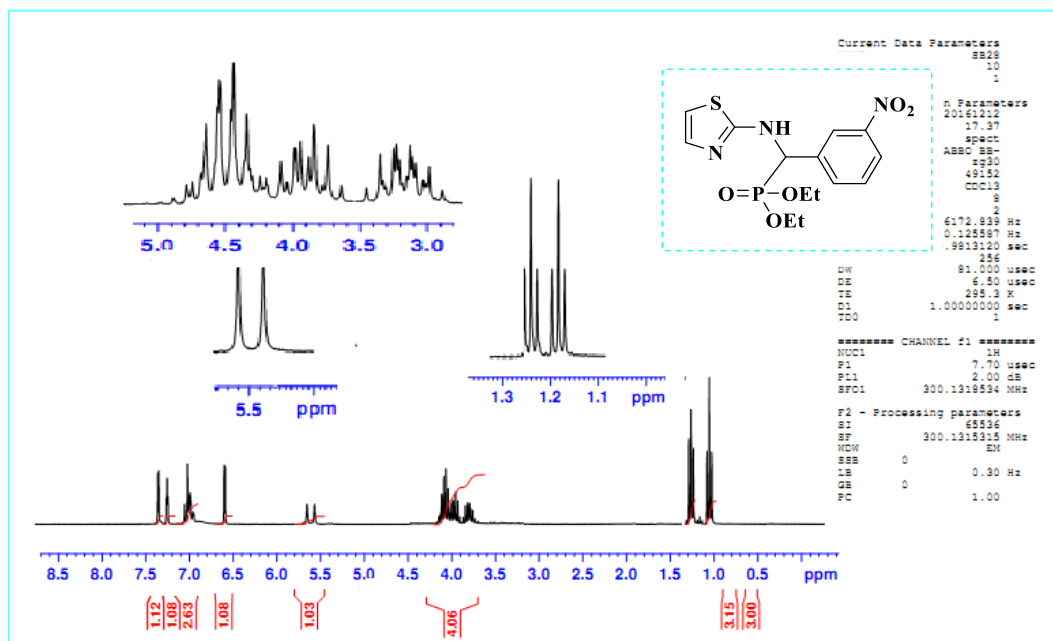 Current Data Parameters
SB29
10
1
n Parameters
20161212
17.37
spect
ABBO BB-
zg30
49152
CDCl3
8
2
6172.839 Hz
0.125597 Hz
.9813120 sec
256
DW 81.000 usec
DE 6.50 usec
TE 295.3 K
D1 1.00000000 sec
TD0 1
======== CHANNEL f1 ========
NUC1 1H
P1 7.70 usec
PL1 2.00 dB
SFO1 300.1318534 MHz
F2 - Processing parameters
SI 65536
SF 300.1315315 MHz
WDW EM
SSB 0
LB 0.30 Hz
GB 0
PC 1.00
S
NH
N
NO2
O=P
OEt
OEt
5.0 4.5 4.0 3.5 3.0
5.5 ppm
1.3 1.2 1.1 ppm
8.5 8.0 7.5 7.0 6.5 6.0 5.5 5.0 4.5 4.0 3.5 3.0 2.5 2.0 1.5 1.0 0.5 ppm
1.12 1.08 2.63 1.08 1.03 4.06 3.15 3.00